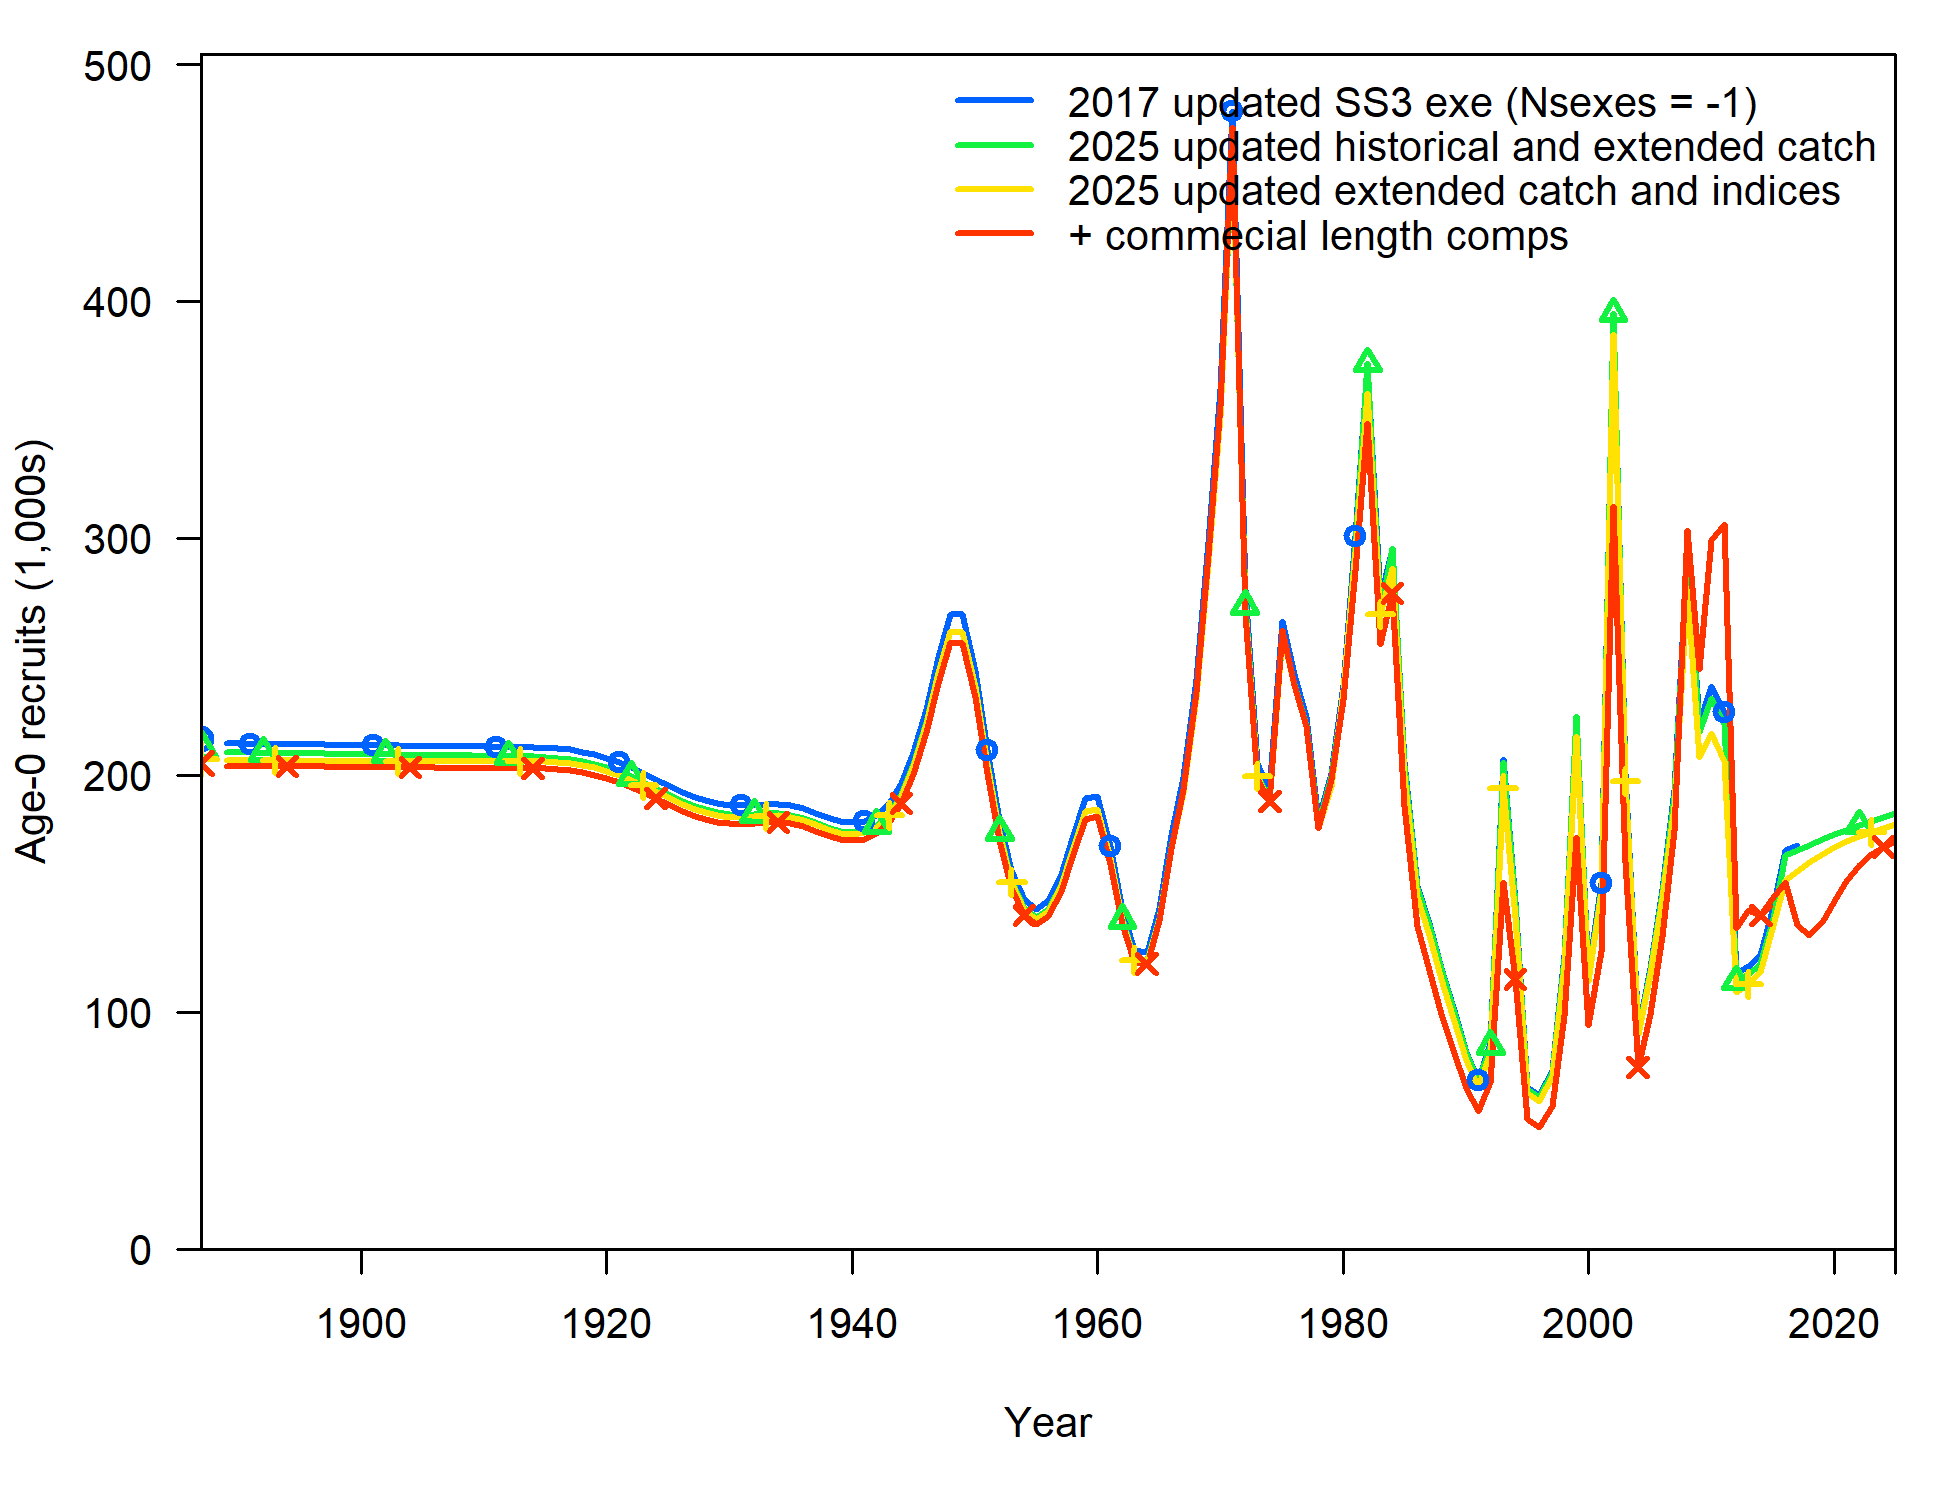 2017 updated SS3 exe (Nsexes = -1)
2025 updated historical and extended catch
2025 updated extended catch and indices
+ commecial length comps
Age-0 recruits (1,000s)
500
400
300
200
100
0
1900 1920 1940 1960 1980 2000 2020
Year